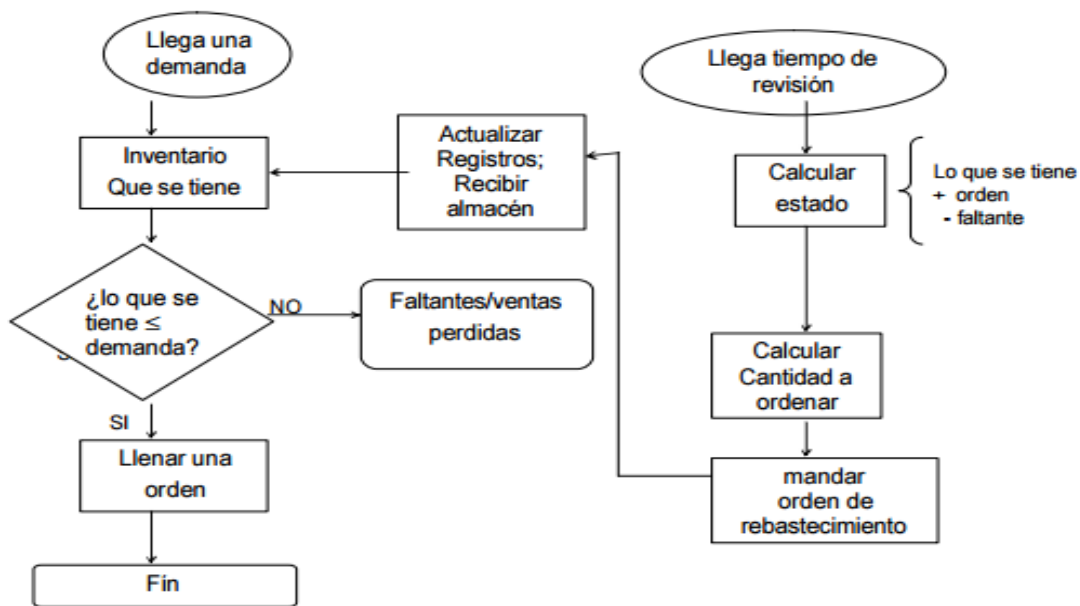 Llega una
demanda
Inventario
Que se tiene
¿lo que se
tiene ≤
demanda?
SI
Llenar una
orden
Fín
NO
Faltantes/ventas
perdidas
Actualizar
Registros;
Recibir
almacén
Llega tiempo de
revisión
Calcular
estado
Lo que se tiene
+ orden
- faltante
Calcular
Cantidad a
ordenar
mandar
orden de
rebastecimiento